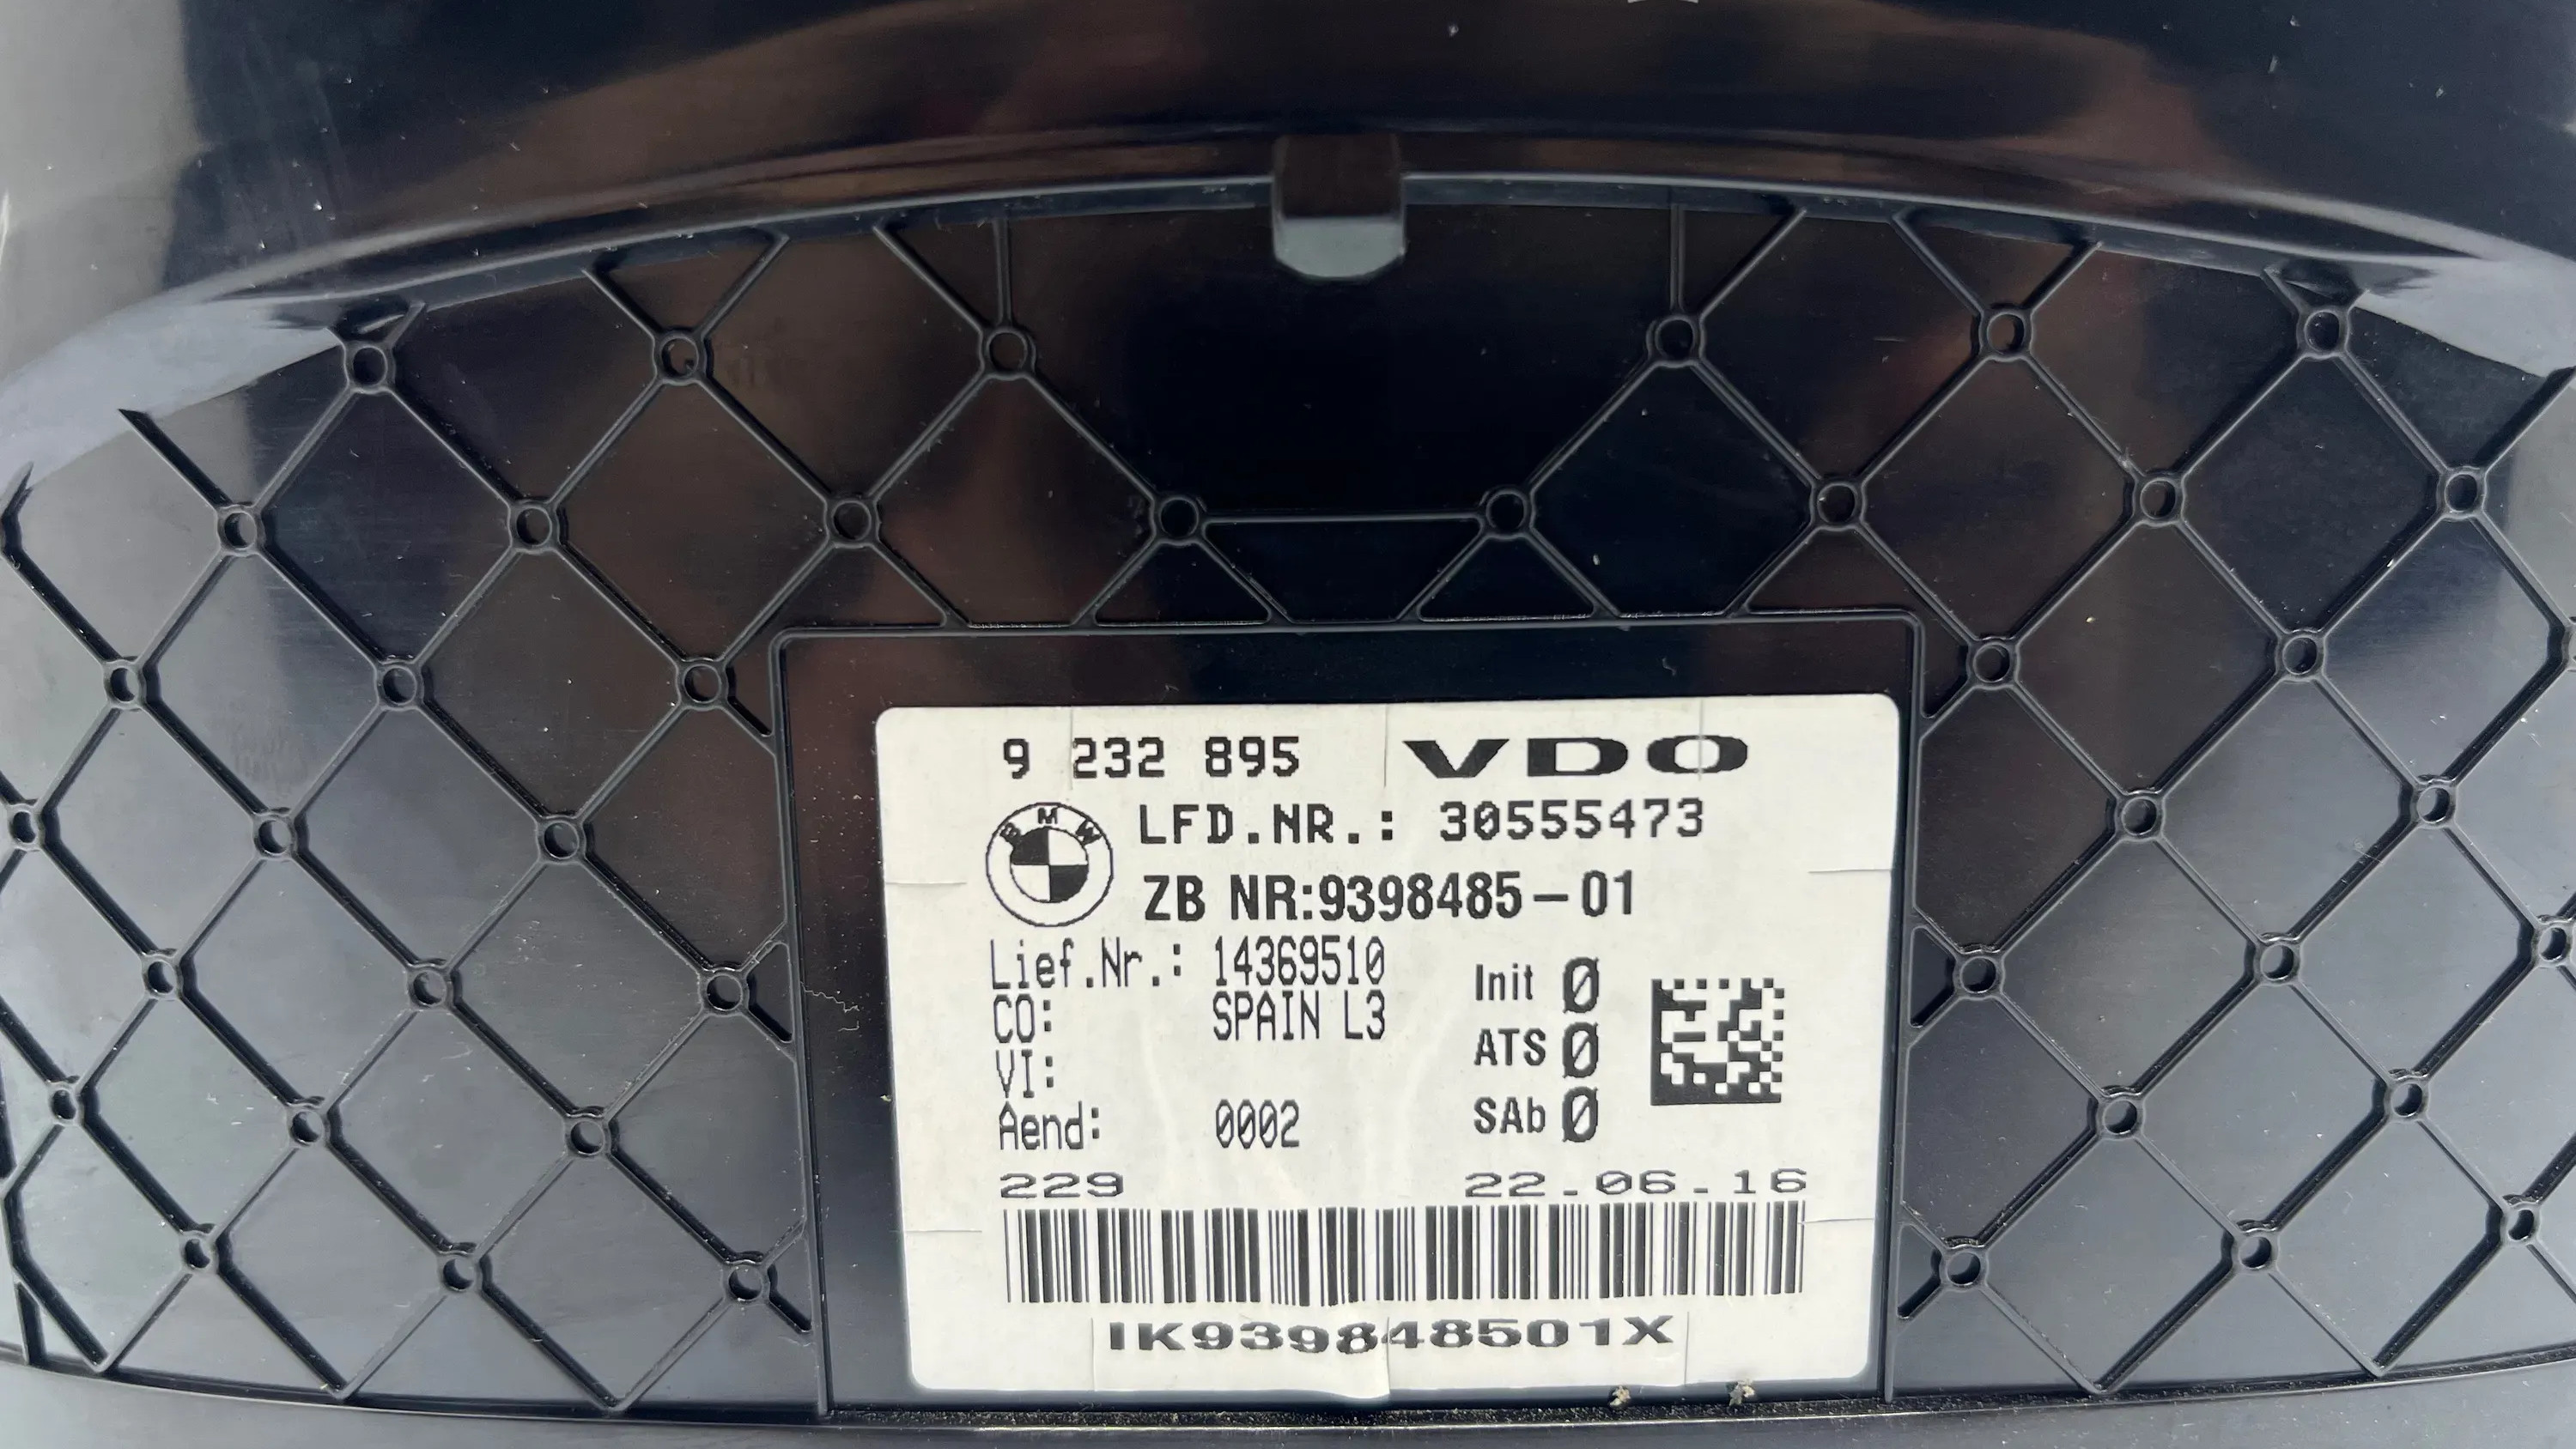 9 232 895 VDO
BMW
LFD.NR.: 30555473
ZB NR:9398485-01
Lief.Nr.: 14369510
CO: SPAIN L3
VI:
Aend: 0002
Init 0
ATS 0
SAb 0
229 22.06.16
IK939848501X